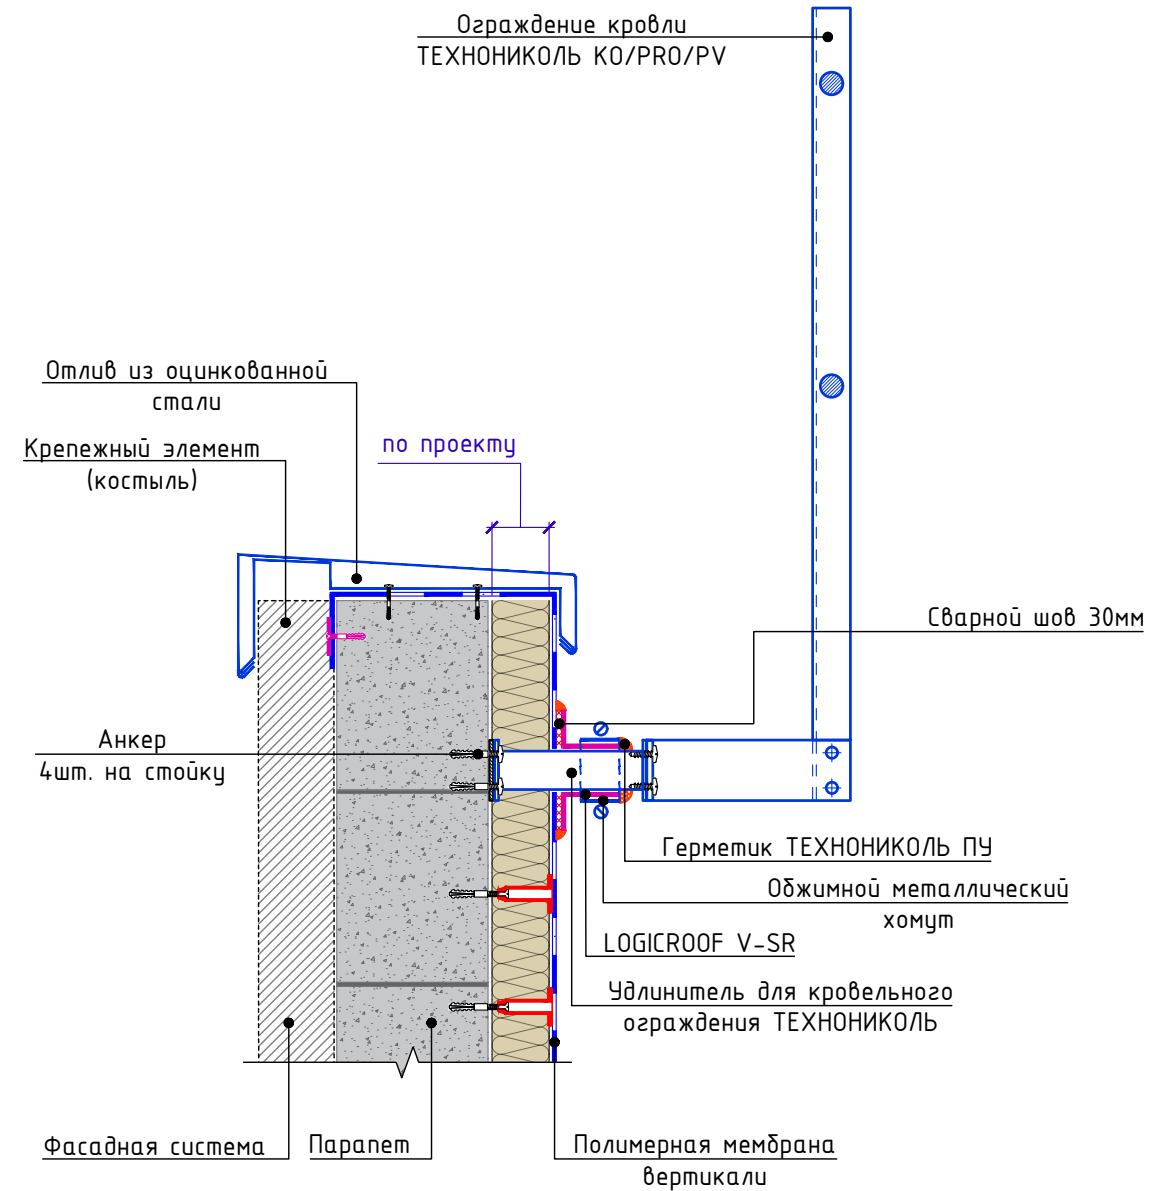 Ограждение кровли
ТЕХНОНИКОЛЬ КО/PRO/PV
Отлив из оцинкованной
стали
Крепежный элемент
(костыль)
по проекту
Сварной шов 30мм
Анкер
4шт. на стойку
Герметик ТЕХНОНИКОЛЬ ПУ
Обжимной металлический
хомут
LOGICROOF V-SR
Удлинитель для кровельного
ограждения ТЕХНОНИКОЛЬ
Фасадная система
Парапет
Полимерная мембрана
вертикали